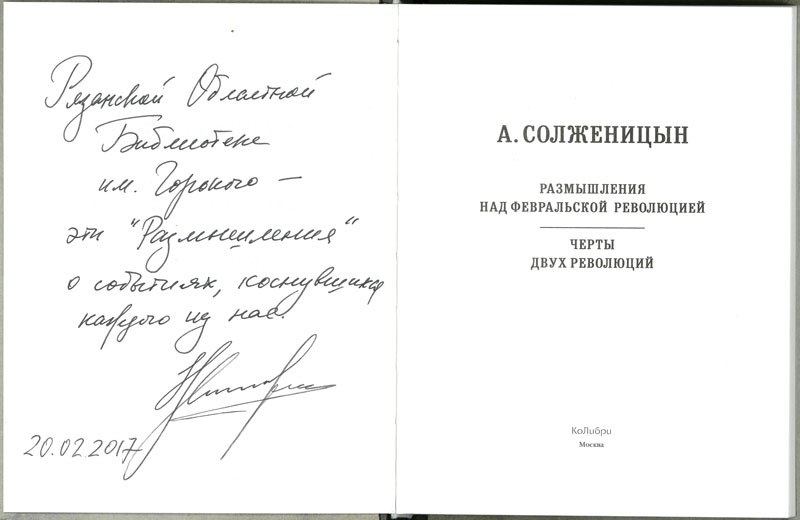 Рязанской Областной
Библиотеке
им. Горького —
эти "Размышления"
о событиях, коснувшихся
каждого из нас.
20.02.2017
А. СОЛЖЕНИЦЫН
РАЗМЫШЛЕНИЯ
НАД ФЕВРАЛЬСКОЙ РЕВОЛЮЦИЕЙ
ЧЕРТЫ
ДВУХ РЕВОЛЮЦИЙ
КоЛибри
Москва